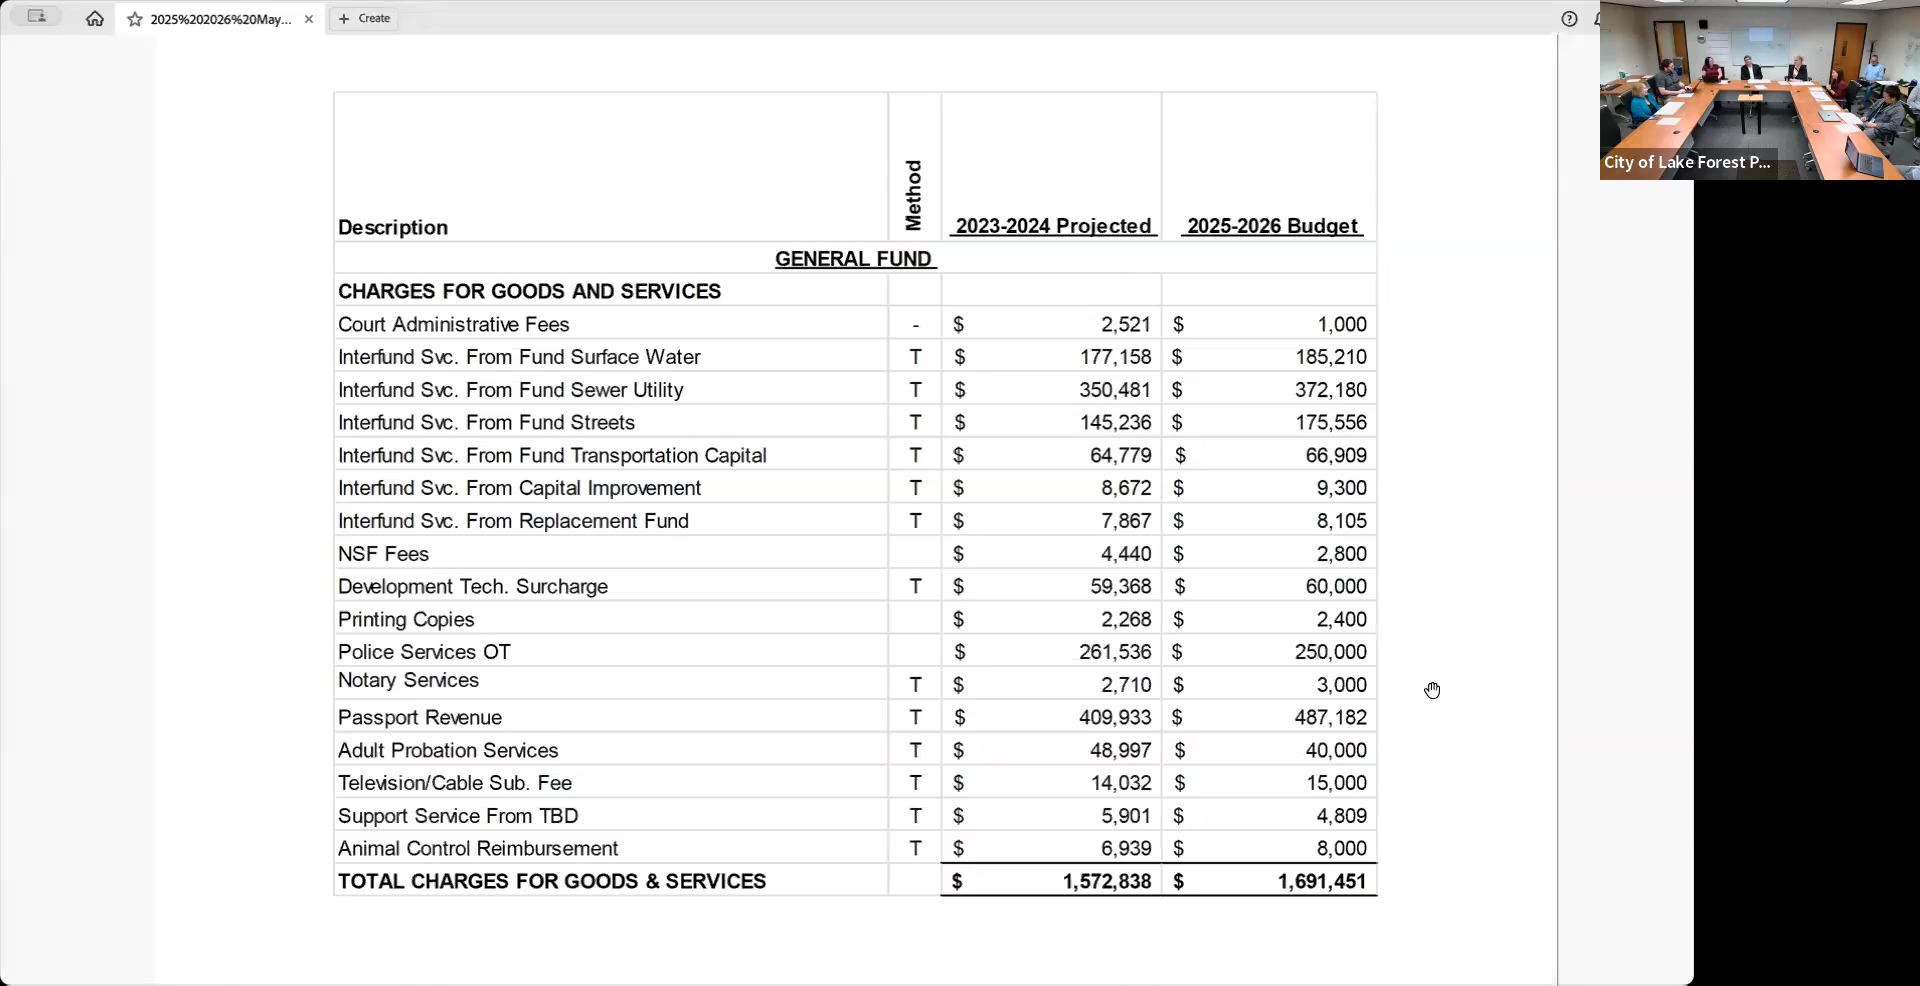 2025%202026%20May...
Create
City of Lake Forest P...
Description Method 2023-2024 Projected 2025-2026 Budget
GENERAL FUND
CHARGES FOR GOODS AND SERVICES
Court Administrative Fees - $ 2,521 $ 1,000
Interfund Svc. From Fund Surface Water T $ 177,158 $ 185,210
Interfund Svc. From Fund Sewer Utility T $ 350,481 $ 372,180
Interfund Svc. From Fund Streets T $ 145,236 $ 175,556
Interfund Svc. From Fund Transportation Capital T $ 64,779 $ 66,909
Interfund Svc. From Capital Improvement T $ 8,672 $ 9,300
Interfund Svc. From Replacement Fund T $ 7,867 $ 8,105
NSF Fees $ 4,440 $ 2,800
Development Tech. Surcharge T $ 59,368 $ 60,000
Printing Copies $ 2,268 $ 2,400
Police Services OT $ 261,536 $ 250,000
Notary Services T $ 2,710 $ 3,000
Passport Revenue T $ 409,933 $ 487,182
Adult Probation Services T $ 48,997 $ 40,000
Television/Cable Sub. Fee T $ 14,032 $ 15,000
Support Service From TBD T $ 5,901 $ 4,809
Animal Control Reimbursement T $ 6,939 $ 8,000
TOTAL CHARGES FOR GOODS & SERVICES $ 1,572,838 $ 1,691,451